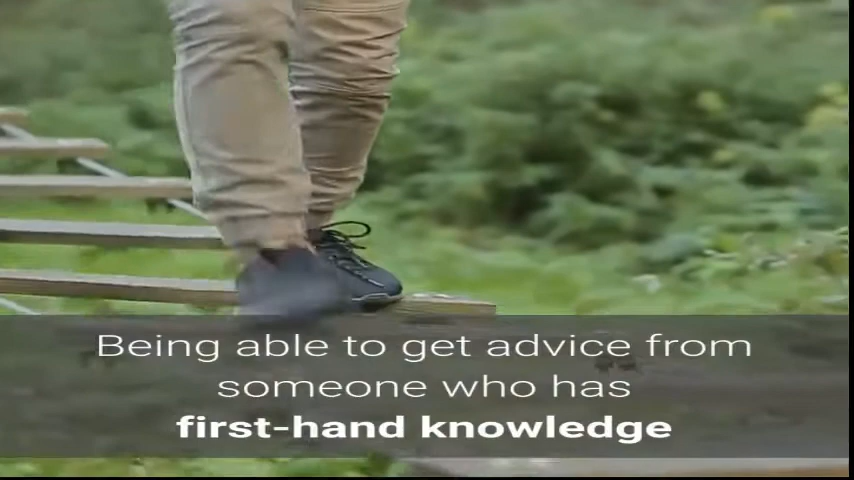 Being able to get advice from
someone who has
first-hand knowledge